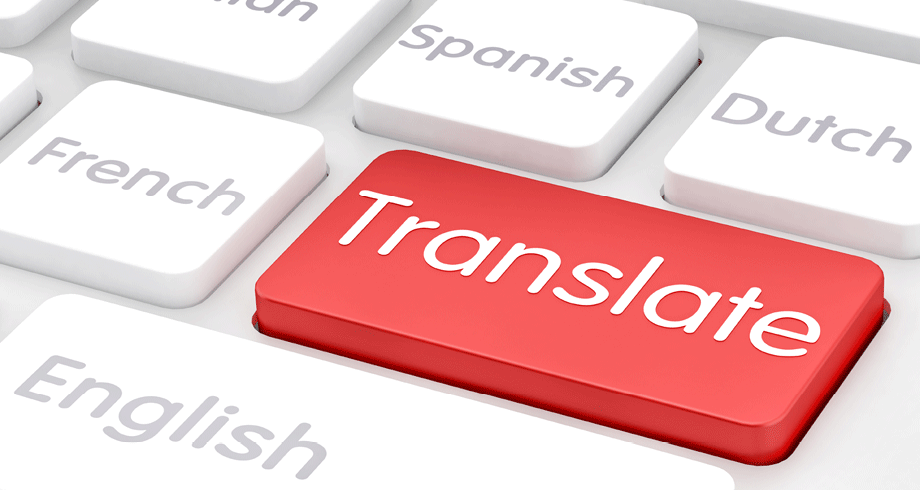 Spanish
Dutch
French
Translate
English